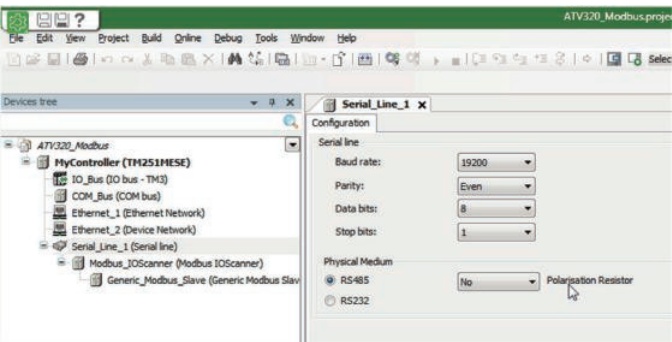 ATV320_Modbus.projec
File Edit View Project Build Online Debug Tools Window Help
Selec
Devices tree
ATV320_Modbus
MyController (TM251MESE)
IO_Bus (IO bus - TM3)
COM_Bus (COM bus)
Ethernet_1 (Ethernet Network)
Ethernet_2 (Device Network)
Serial_Line_1 (Serial line)
Modbus_IOScanner (Modbus IOScanner)
Generic_Modbus_Slave (Generic Modbus Slav
Serial_Line_1
Configuration
Serial line
Baud rate: 19200
Parity: Even
Data bits: 8
Stop bits: 1
Physical Medium
RS485 No Polarisation Resistor
RS232